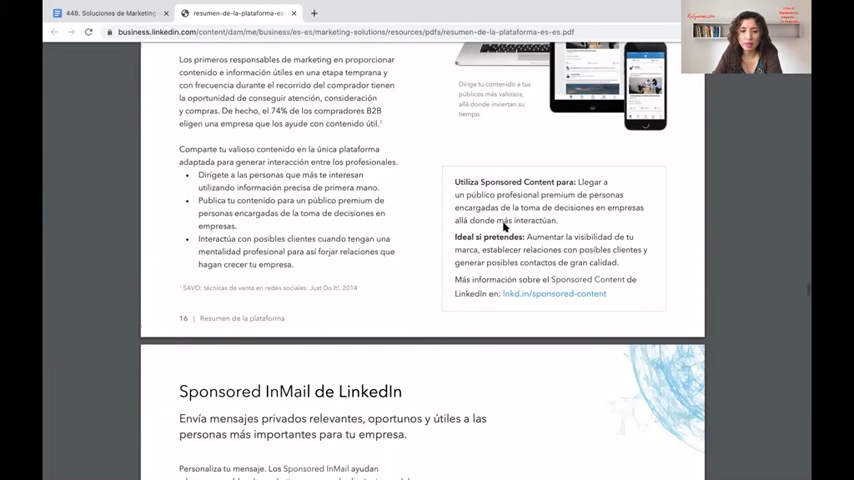 448. Soluciones de Marketing
resumen-de-la-plataforma-es-
business.linkedin.com/content/dam/me/business/es-es/marketing-solutions/resources/pdfs/resumen-de-la-plataforma-es-es.pdf
Los primeros responsables de marketing en proporcionar
contenido e información útiles en una etapa temprana y
con frecuencia durante el recorrido del comprador tienen
la oportunidad de conseguir atención, consideración
y compras. De hecho, el 74% de los compradores B2B
eligen una empresa que los ayude con contenido útil.¹
Comparte tu valioso contenido en la única plataforma
adaptada para generar interacción entre los profesionales.
• Dirígete a las personas que más te interesan
utilizando información precisa de primera mano.
• Publica tu contenido para un público premium de
personas encargadas de la toma de decisiones en
empresas.
• Interactúa con posibles clientes cuando tengan una
mentalidad profesional para así forjar relaciones que
hagan crecer tu empresa.
¹ SAVO, técnicas de venta en redes sociales: Just Do It!, 2014
16 | Resumen de la plataforma
Dirige tu contenido a tus
públicos más valiosos,
allá donde inviertan su
tiempo
Utiliza Sponsored Content para: Llegar a
un público profesional premium de personas
encargadas de la toma de decisiones en empresas
allá donde más interactúan.
Ideal si pretendes: Aumentar la visibilidad de tu
marca, establecer relaciones con posibles clientes y
generar posibles contactos de gran calidad.
Más información sobre el Sponsored Content de
LinkedIn en: lnkd.in/sponsored-content
Sponsored InMail de LinkedIn
Envía mensajes privados relevantes, oportunos y útiles a las
personas más importantes para tu empresa.
Personaliza tu mensaje. Los Sponsored InMail ayudan